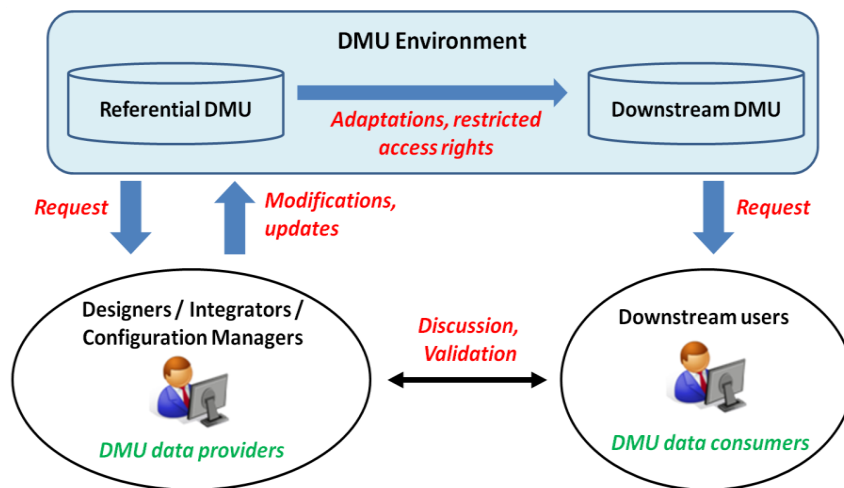 DMU Environment
Referential DMU
Adaptations, restricted
access rights
Downstream DMU
Request
Modifications,
updates
Request
Designers / Integrators /
Configuration Managers
DMU data providers
Discussion,
Validation
Downstream users
DMU data consumers